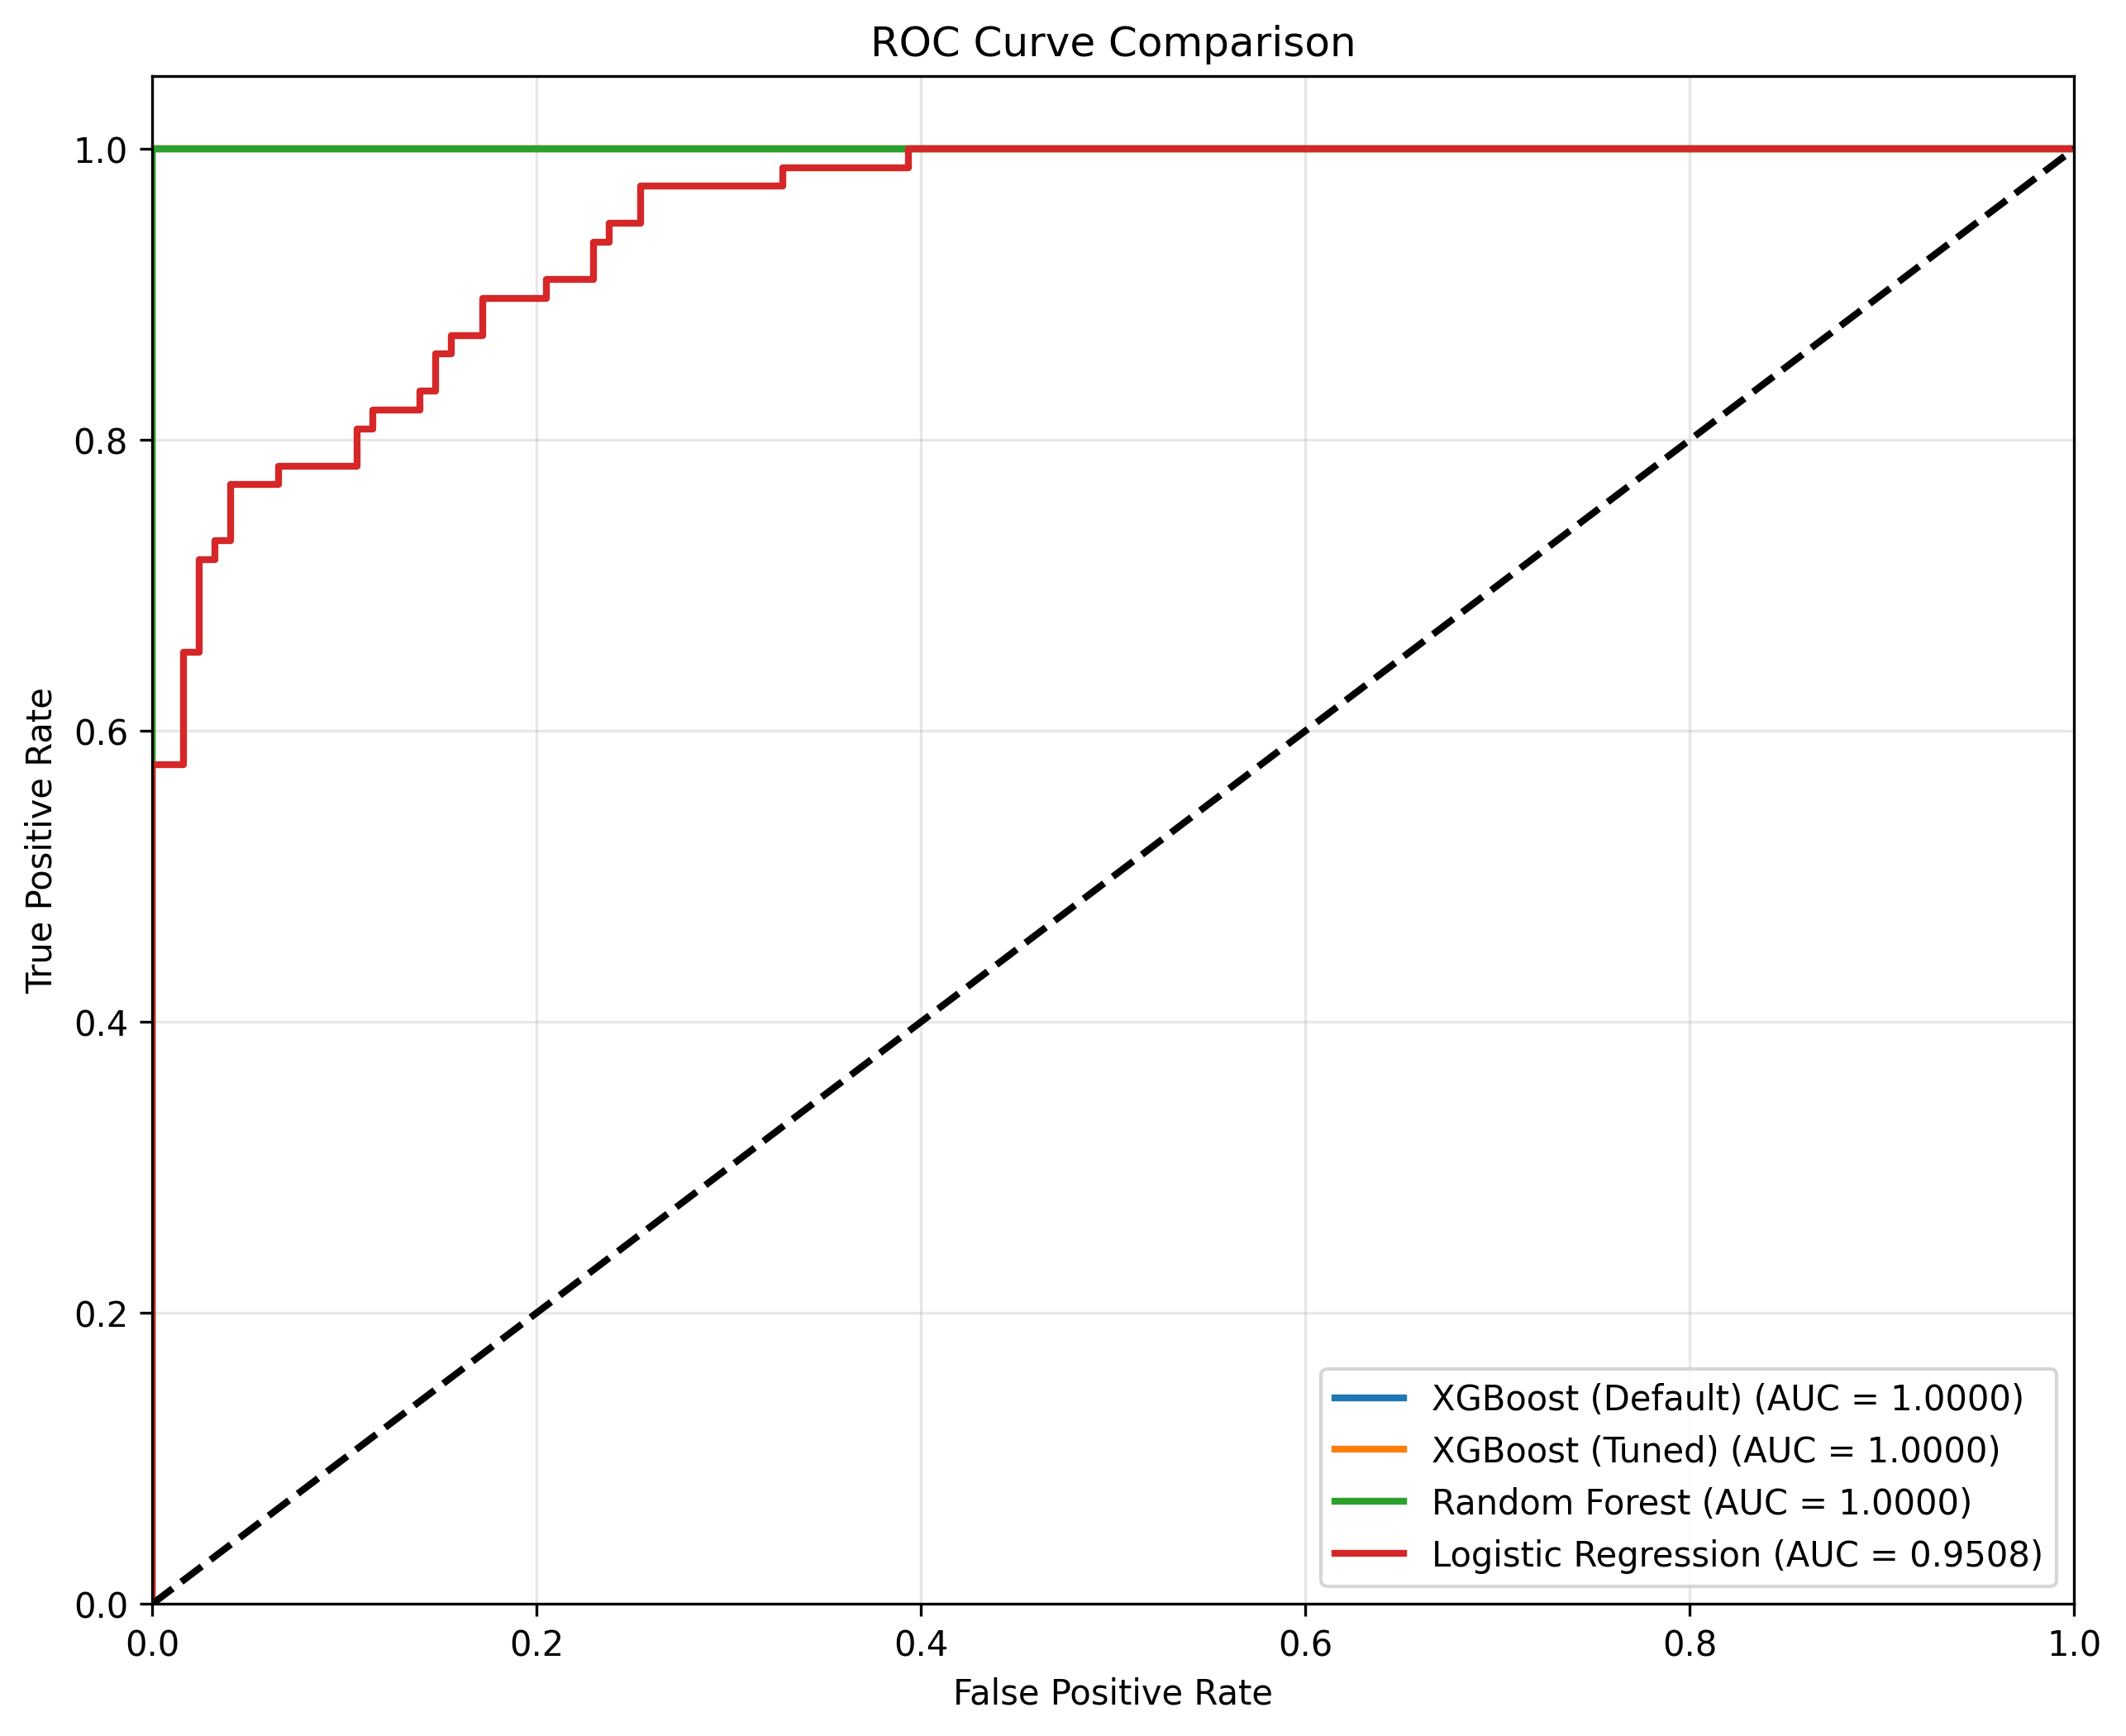 ROC Curve Comparison
1.0
0.8
0.6
0.4
0.2
0.0
True Positive Rate
0.0 0.2 0.4 0.6 0.8 1.0
False Positive Rate
XGBoost (Default) (AUC = 1.0000)
XGBoost (Tuned) (AUC = 1.0000)
Random Forest (AUC = 1.0000)
Logistic Regression (AUC = 0.9508)